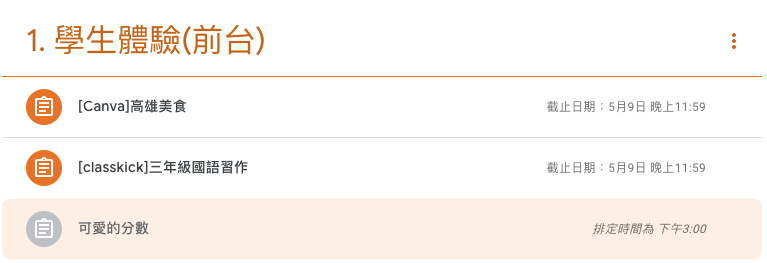 1. 學生體驗(前台)
[Canva]高雄美食
截止日期：5月9日 晚上11:59
[classkick]三年級國語習作
截止日期：5月9日 晚上11:59
可愛的分數
排定時間為 下午3:00